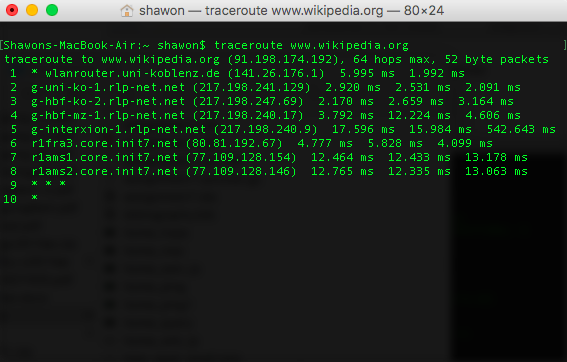 shawon — traceroute www.wikipedia.org — 80×24
[Shawons-MacBook-Air:~ shawon$ traceroute www.wikipedia.org ]
traceroute to www.wikipedia.org (91.198.174.192), 64 hops max, 52 byte packets
1 * wlanrouter.uni-koblenz.de (141.26.176.1) 5.995 ms 1.992 ms
2 g-uni-ko-1.rlp-net.net (217.198.241.129) 2.920 ms 2.531 ms 2.091 ms
3 g-hbf-ko-2.rlp-net.net (217.198.247.69) 2.170 ms 2.659 ms 3.164 ms
4 g-hbf-mz-1.rlp-net.net (217.198.240.17) 3.792 ms 12.224 ms 4.606 ms
5 g-interxion-1.rlp-net.net (217.198.240.9) 17.596 ms 15.984 ms 542.643 ms
6 r1fra3.core.init7.net (80.81.192.67) 4.777 ms 5.828 ms 4.099 ms
7 r1ams1.core.init7.net (77.109.128.154) 12.464 ms 12.433 ms 13.178 ms
8 r1ams2.core.init7.net (77.109.128.146) 12.765 ms 12.335 ms 13.063 ms
9 * * *
10 *